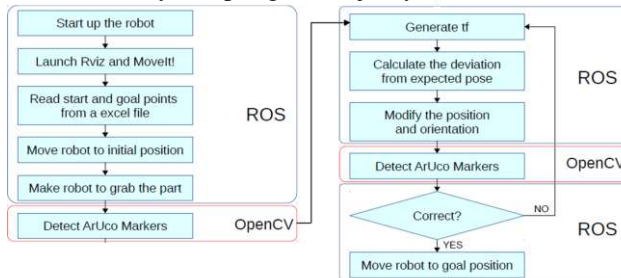 Start up the robot
Launch Rviz and MoveIt!
Read start and goal points
from a excel file
ROS
Move robot to initial position
Make robot to grab the part
Detect ArUco Markers
OpenCV
Generate tf
Calculate the deviation
from expected pose
ROS
Modify the position
and orientation
Detect ArUco Markers
OpenCV
Correct?
NO
ROS
YES
Move robot to goal position